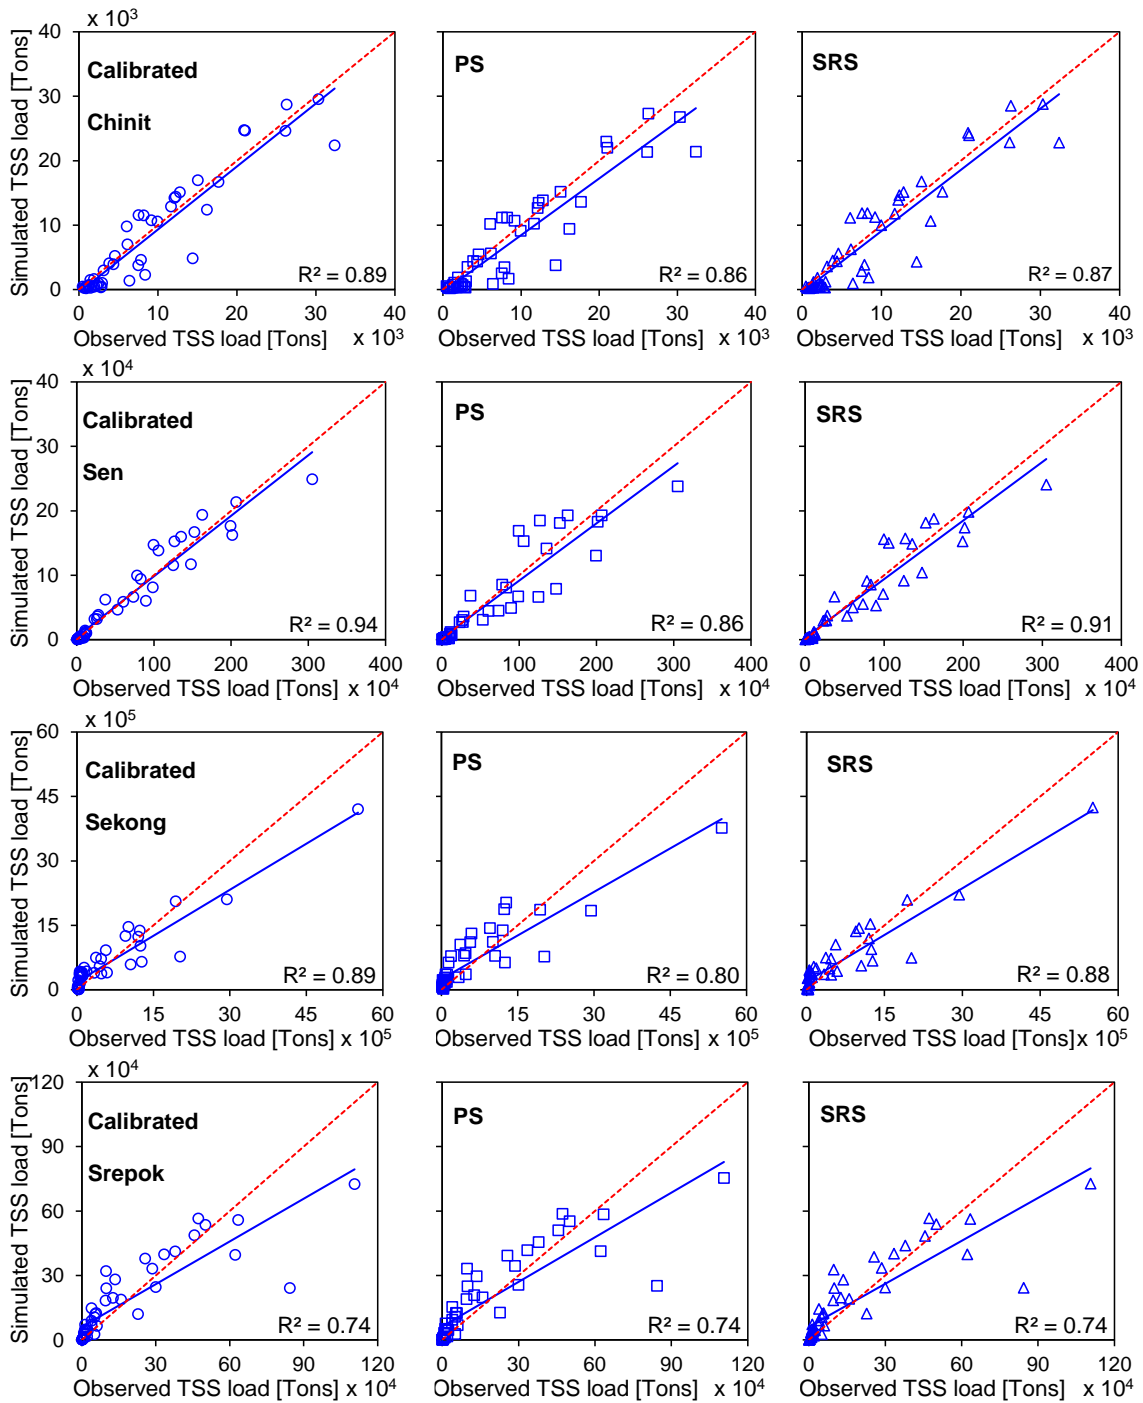 x 10³
Simulated TSS load [Tons]
40
30
20
10
0
Calibrated
Chinit
R² = 0.89
0 10 20 30 40
Observed TSS load [Tons] x 10³
PS
R² = 0.86
0 10 20 30 40
Observed TSS load [Tons] x 10³
SRS
R² = 0.87
0 10 20 30 40
Observed TSS load [Tons] x 10³
x 10⁴
Simulated TSS load [Tons]
40
30
20
10
0
Calibrated
Sen
R² = 0.94
0 100 200 300 400
Observed TSS load [Tons] x 10⁴
PS
R² = 0.86
0 100 200 300 400
Observed TSS load [Tons] x 10⁴
SRS
R² = 0.91
0 100 200 300 400
Observed TSS load [Tons] x 10⁴
x 10⁵
Simulated TSS load [Tons]
60
45
30
15
0
Calibrated
Sekong
R² = 0.89
0 15 30 45 60
Observed TSS load [Tons] x 10⁵
PS
R² = 0.80
0 15 30 45 60
Observed TSS load [Tons] x 10⁵
SRS
R² = 0.88
0 15 30 45 60
Observed TSS load [Tons]x 10⁵
x 10⁴
Simulated TSS load [Tons]
120
90
60
30
0
Calibrated
Srepok
R² = 0.74
0 30 60 90 120
Observed TSS load [Tons] x 10⁴
PS
R² = 0.74
0 30 60 90 120
Observed TSS load [Tons] x 10⁴
SRS
R² = 0.74
0 30 60 90 120
Observed TSS load [Tons] x 10⁴